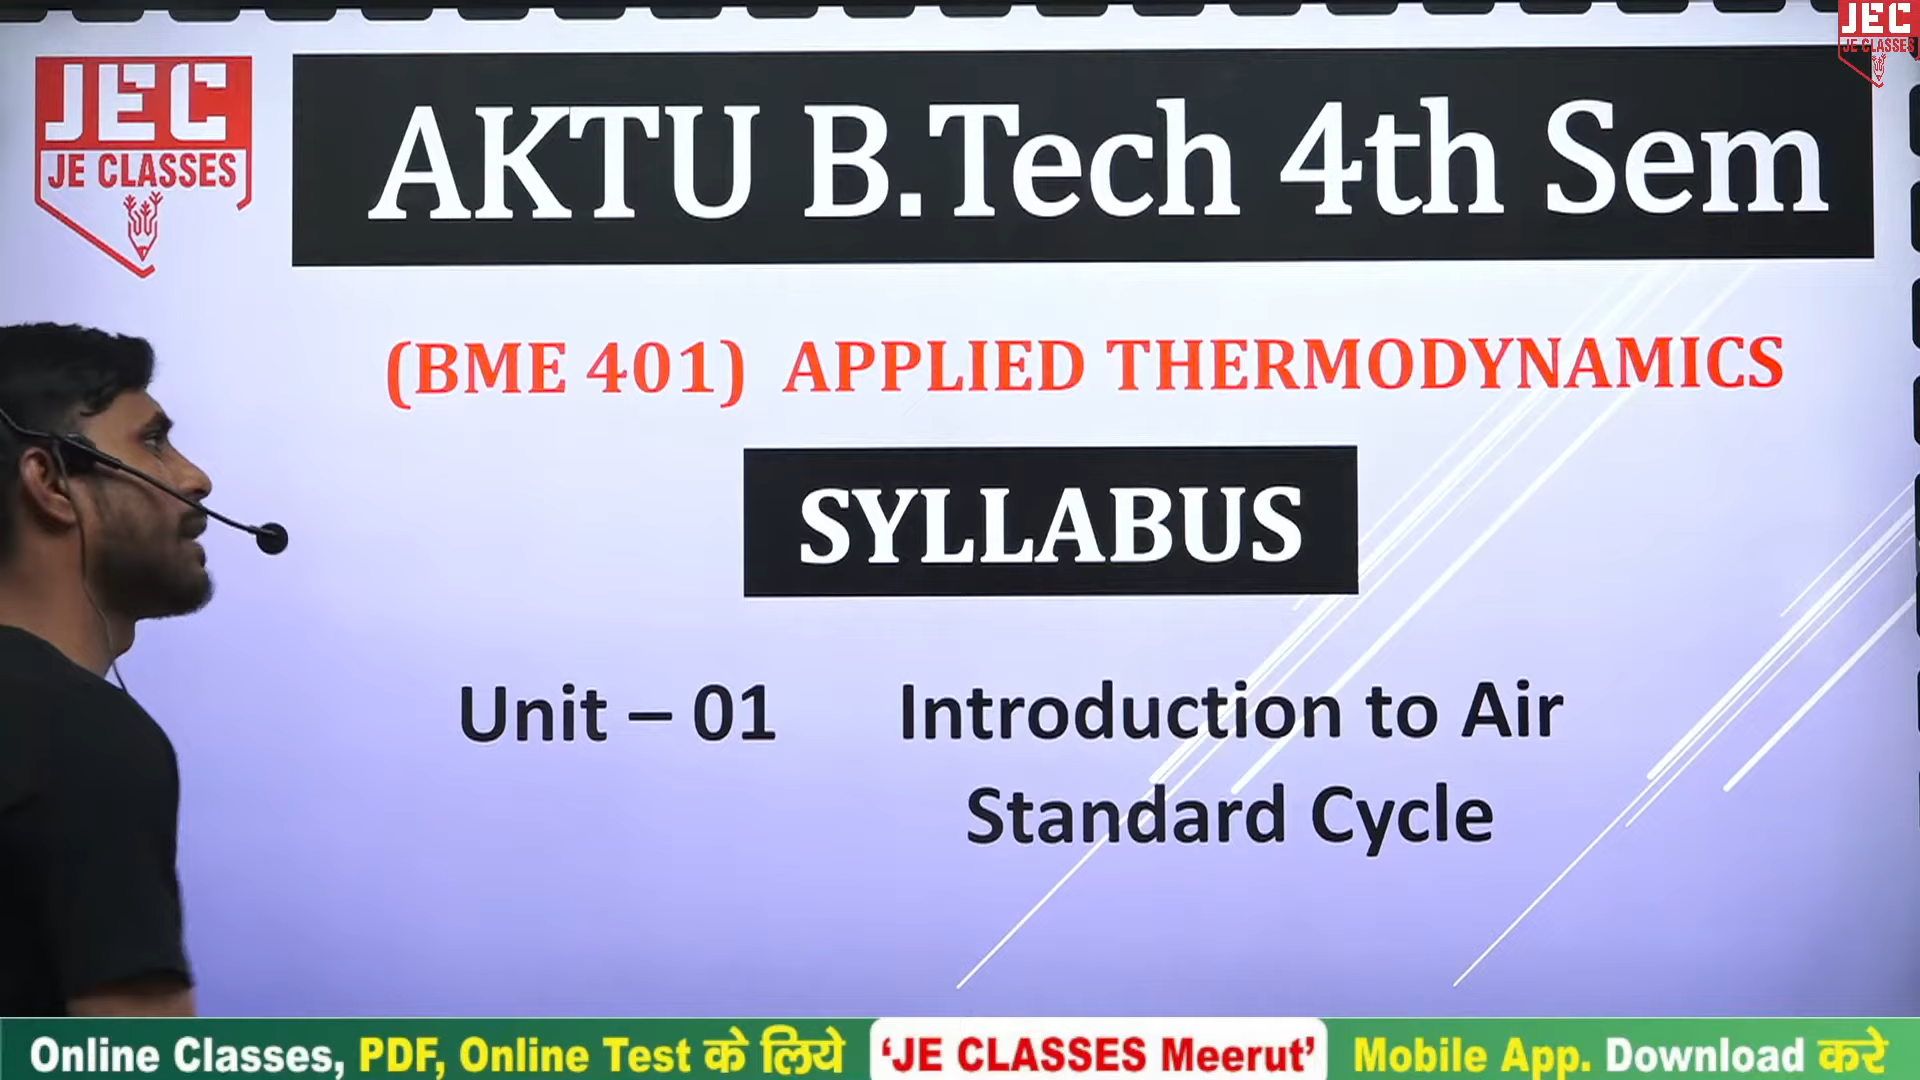 JEC
JE CLASSES
JEC
JE CLASSES
AKTU B.Tech 4th Sem
(BME 401) APPLIED THERMODYNAMICS
SYLLABUS
Unit – 01 Introduction to Air
Standard Cycle
Online Classes, PDF, Online Test के लिये ‘JE CLASSES Meerut’ Mobile App. Download करे